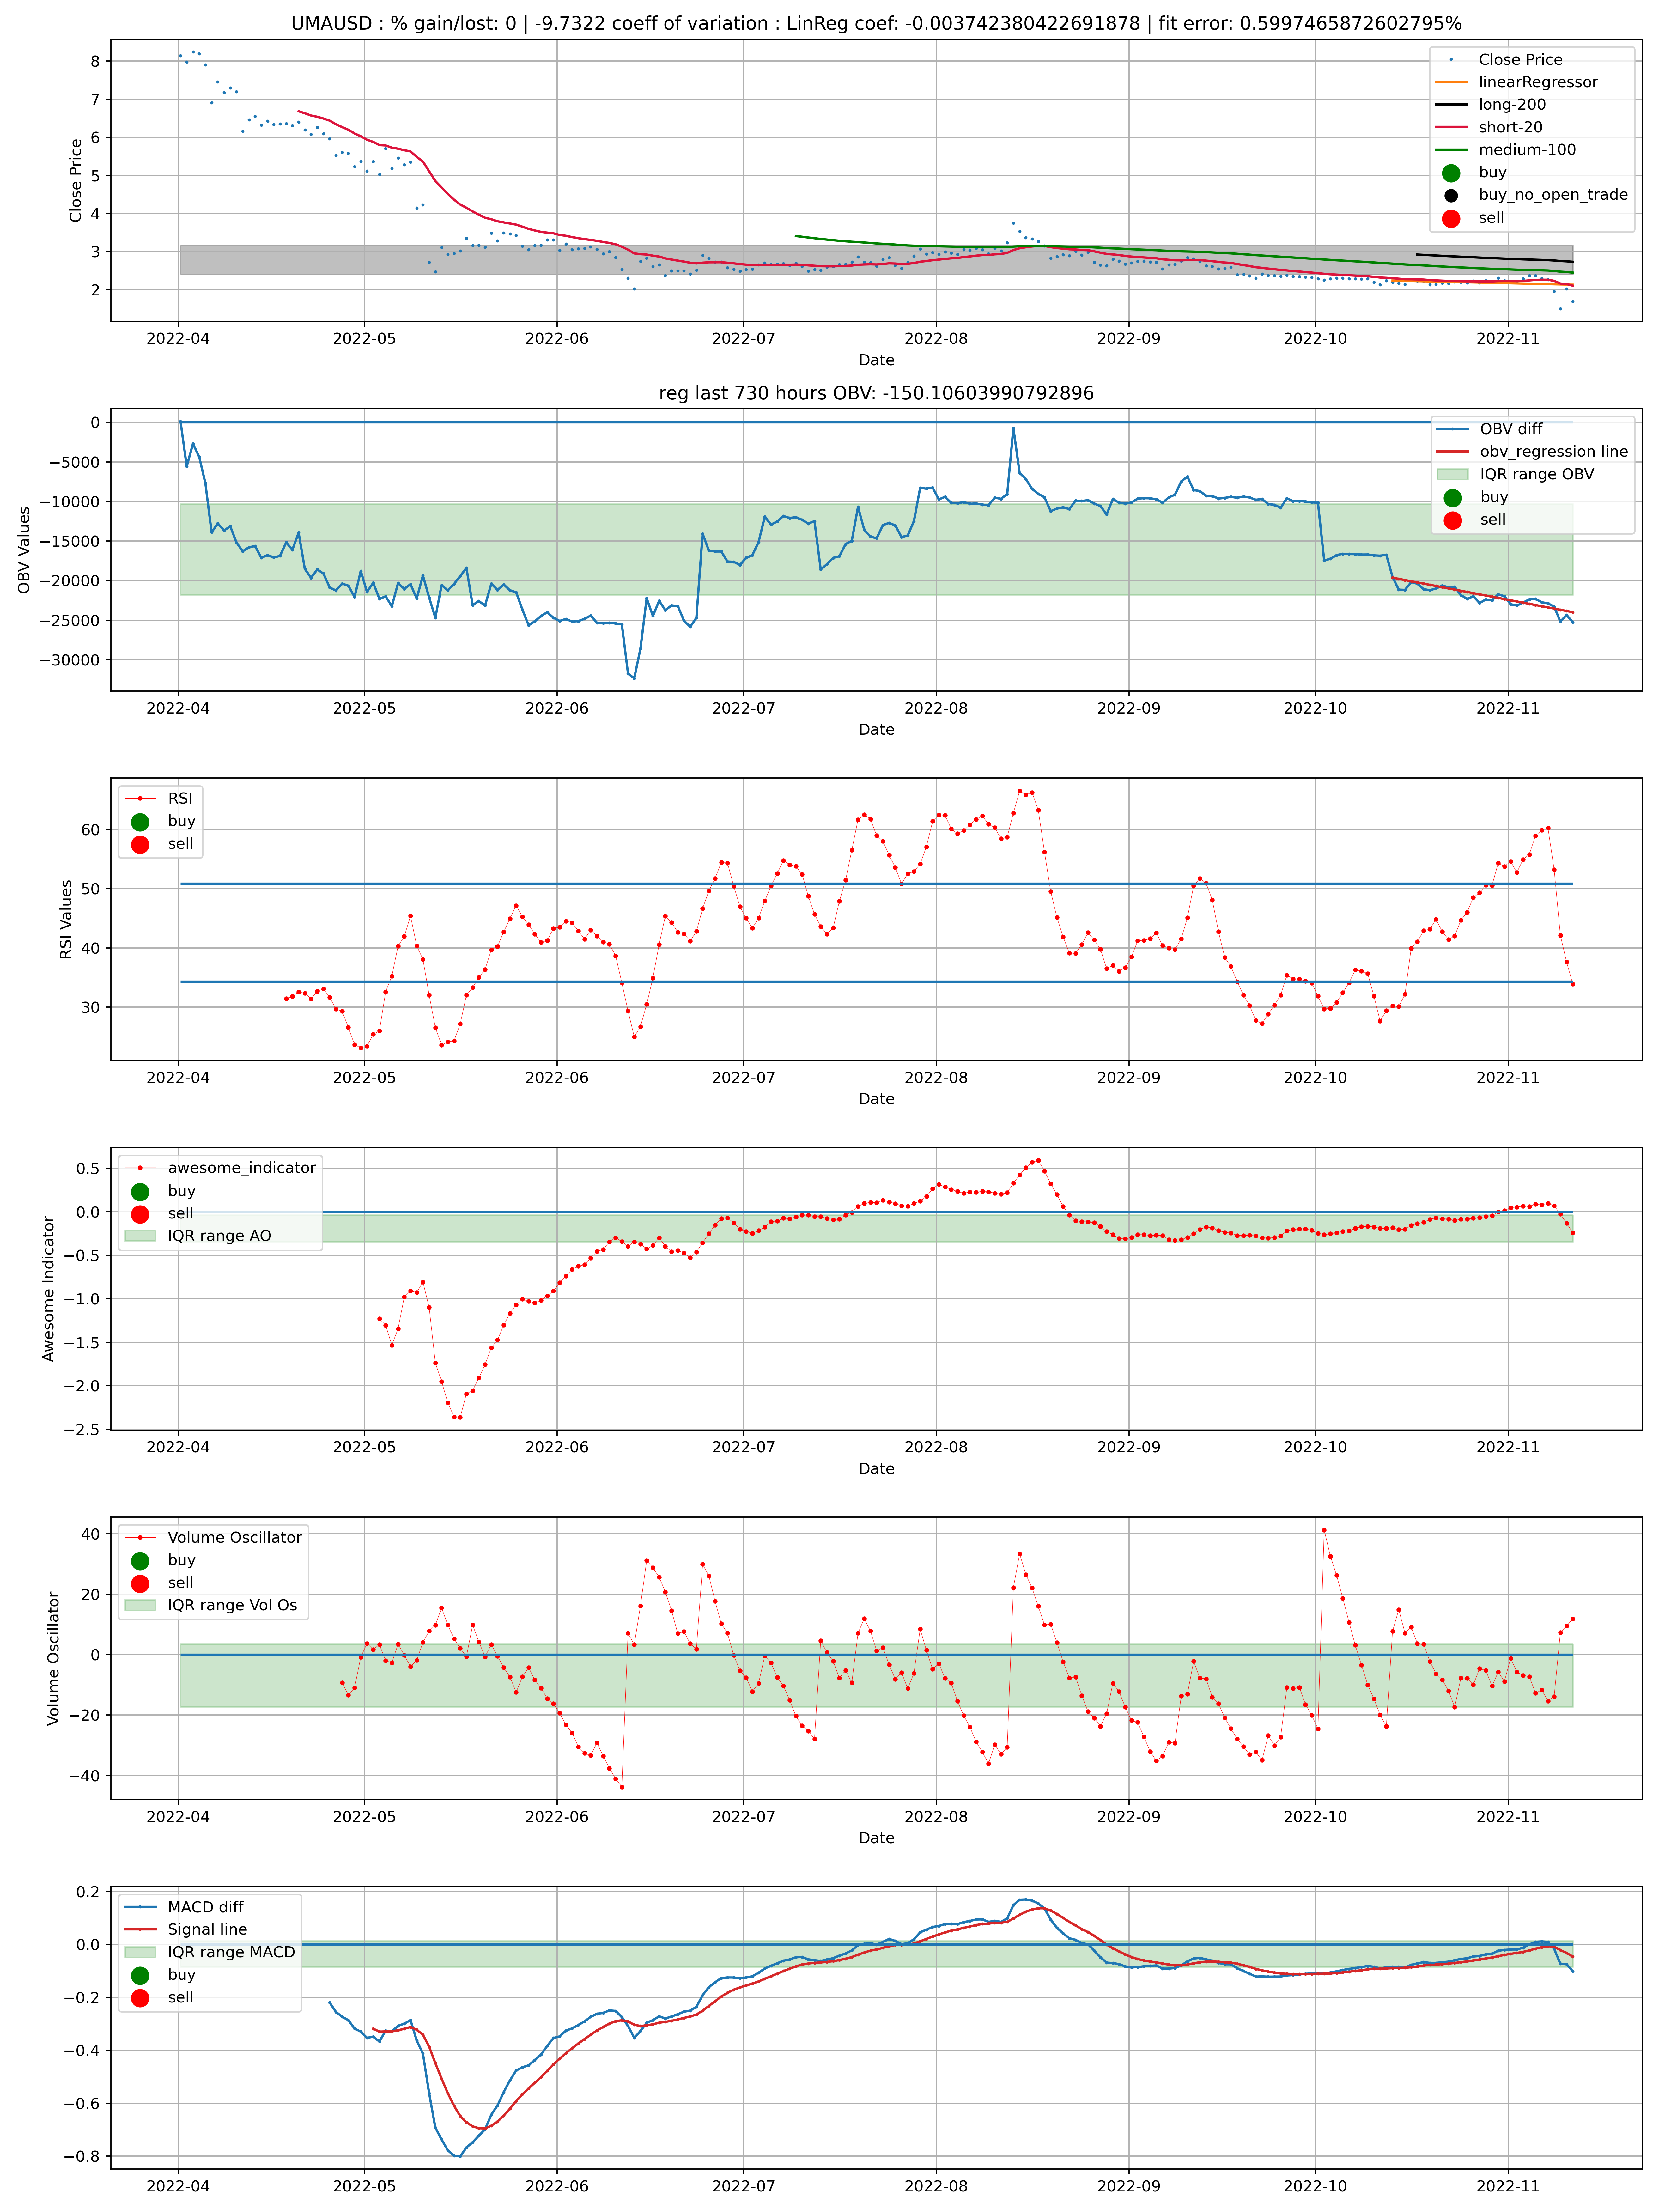 UMAUSD : % gain/lost: 0 | -9.7322 coeff of variation : LinReg coef: -0.003742380422691878 | fit error: 0.5997465872602795%
Close Price
8
7
6
5
4
3
2
Close Price
linearRegressor
long-200
short-20
medium-100
buy
buy_no_open_trade
sell
2022-04 2022-05 2022-06 2022-07 2022-08 2022-09 2022-10 2022-11
Date
reg last 730 hours OBV: -150.10603990792896
OBV Values
0
−5000
−10000
−15000
−20000
−25000
−30000
OBV diff
obv_regression line
IQR range OBV
buy
sell
2022-04 2022-05 2022-06 2022-07 2022-08 2022-09 2022-10 2022-11
Date
RSI Values
60
50
40
30
RSI
buy
sell
2022-04 2022-05 2022-06 2022-07 2022-08 2022-09 2022-10 2022-11
Date
Awesome Indicator
0.5
0.0
−0.5
−1.0
−1.5
−2.0
−2.5
awesome_indicator
buy
sell
IQR range AO
2022-04 2022-05 2022-06 2022-07 2022-08 2022-09 2022-10 2022-11
Date
Volume Oscillator
40
20
0
−20
−40
Volume Oscillator
buy
sell
IQR range Vol Os
2022-04 2022-05 2022-06 2022-07 2022-08 2022-09 2022-10 2022-11
Date
0.2
0.0
−0.2
−0.4
−0.6
−0.8
MACD diff
Signal line
IQR range MACD
buy
sell
2022-04 2022-05 2022-06 2022-07 2022-08 2022-09 2022-10 2022-11